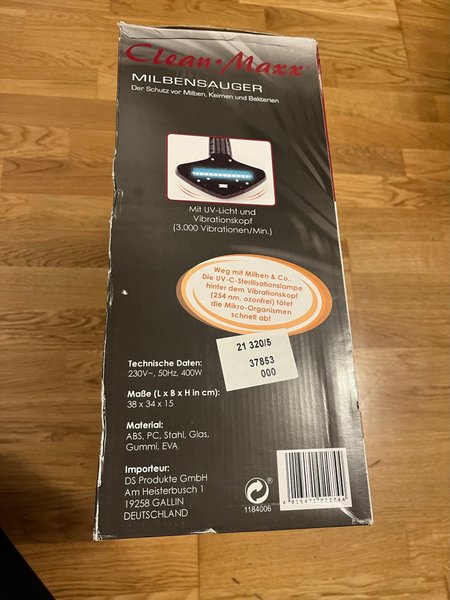 Clean Maxx
MILBENSAUGER
Der Schutz vor Milben, Keimen und Bakterien
Mit UV-Licht und
Vibrationskopf
(3.000 Vibrationen/Min.)
Weg mit Milben & Co.:
Die UV-C-Sterilisationslampe
hinter dem Vibrationskopf
(254 nm, ozonfrei) tötet
die Mikro-Organismen
schnell ab!
21 320/5
37853
000
Technische Daten:
230V~, 50Hz, 400W
Maße (L x B x H in cm):
38 x 34 x 15
Material:
ABS, PC, Stahl, Glas,
Gummi, EVA
Importeur:
DS Produkte GmbH
Am Heisterbusch 1
19258 GALLIN
DEUTSCHLAND
®
1184006